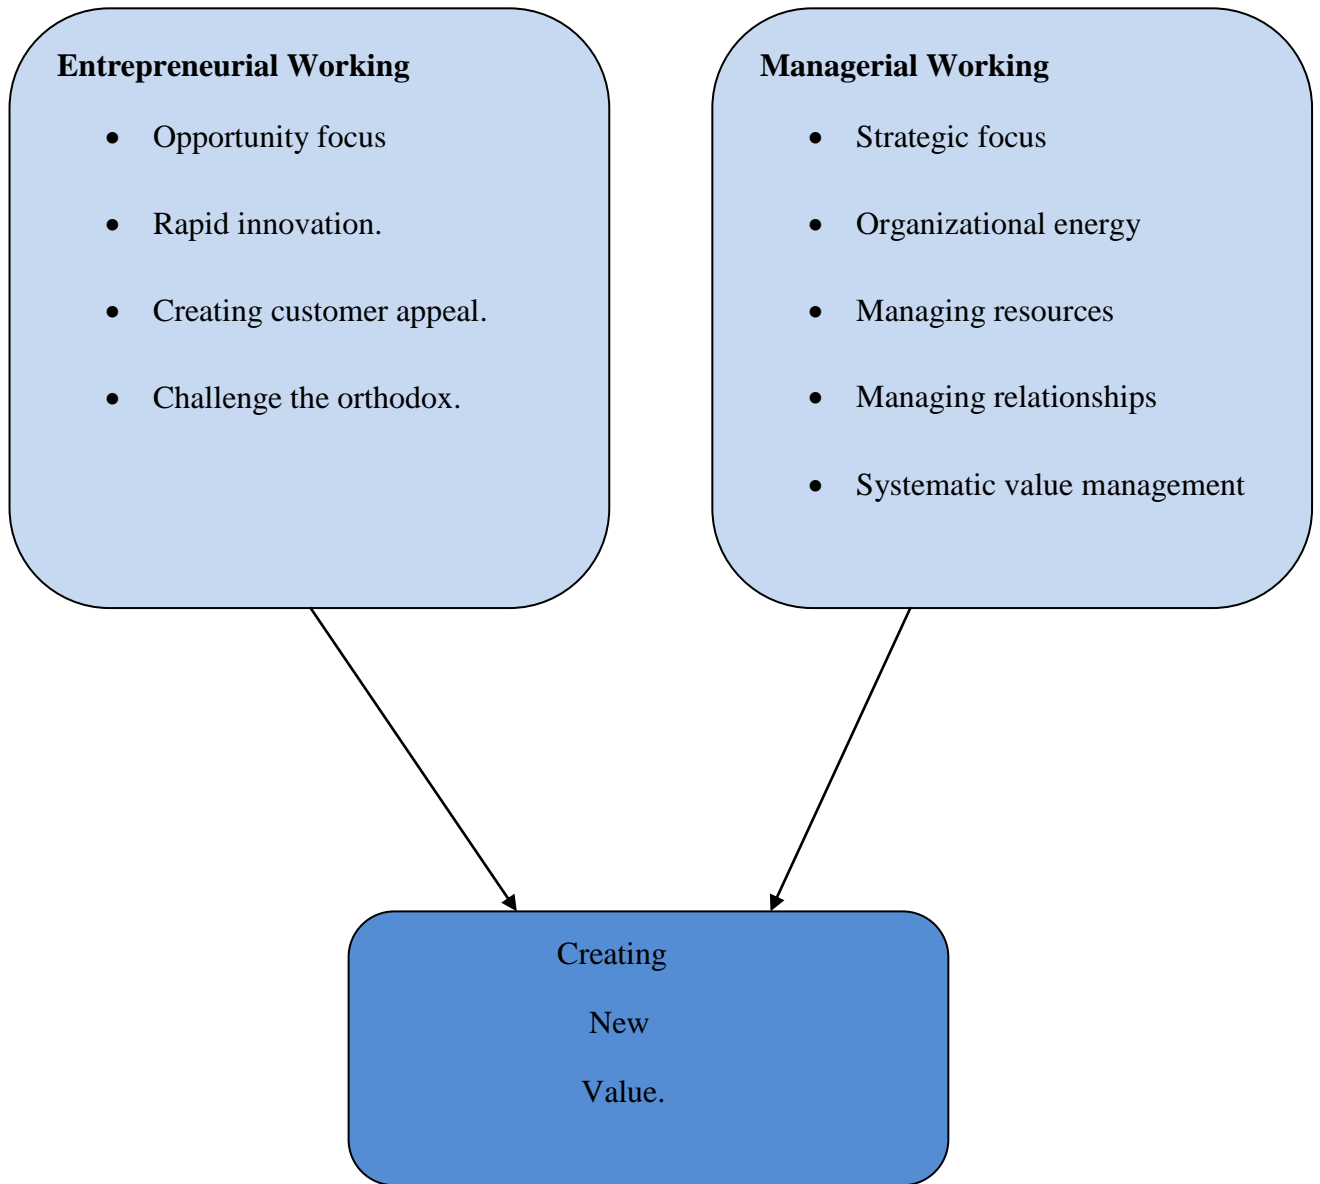 Entrepreneurial Working
• Opportunity focus
• Rapid innovation.
• Creating customer appeal.
• Challenge the orthodox.
Managerial Working
• Strategic focus
• Organizational energy
• Managing resources
• Managing relationships
• Systematic value management
Creating
New
Value.